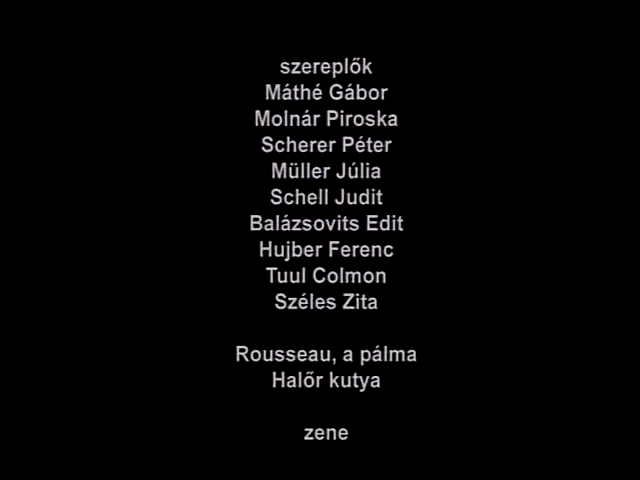 szereplők
Máthé Gábor
Molnár Piroska
Scherer Péter
Müller Júlia
Schell Judit
Balázsovits Edit
Hujber Ferenc
Tuul Colmon
Széles Zita
Rousseau, a pálma
Halőr kutya
zene